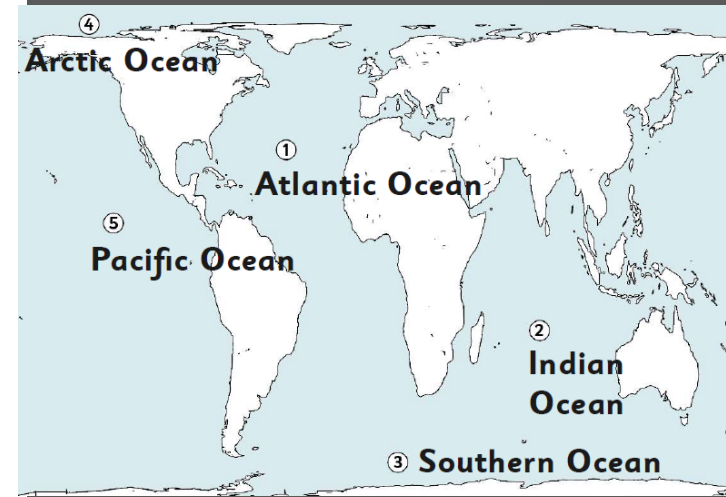 ④
Arctic Ocean
①
Atlantic Ocean
⑤
Pacific Ocean
②
Indian
Ocean
③ Southern Ocean